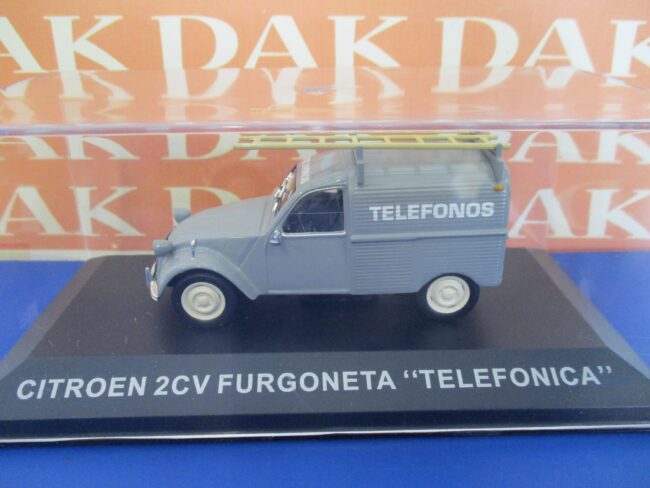 DAK DAK DAK
TELEFONOS
CITROEN 2CV FURGONETA “TELEFONICA”